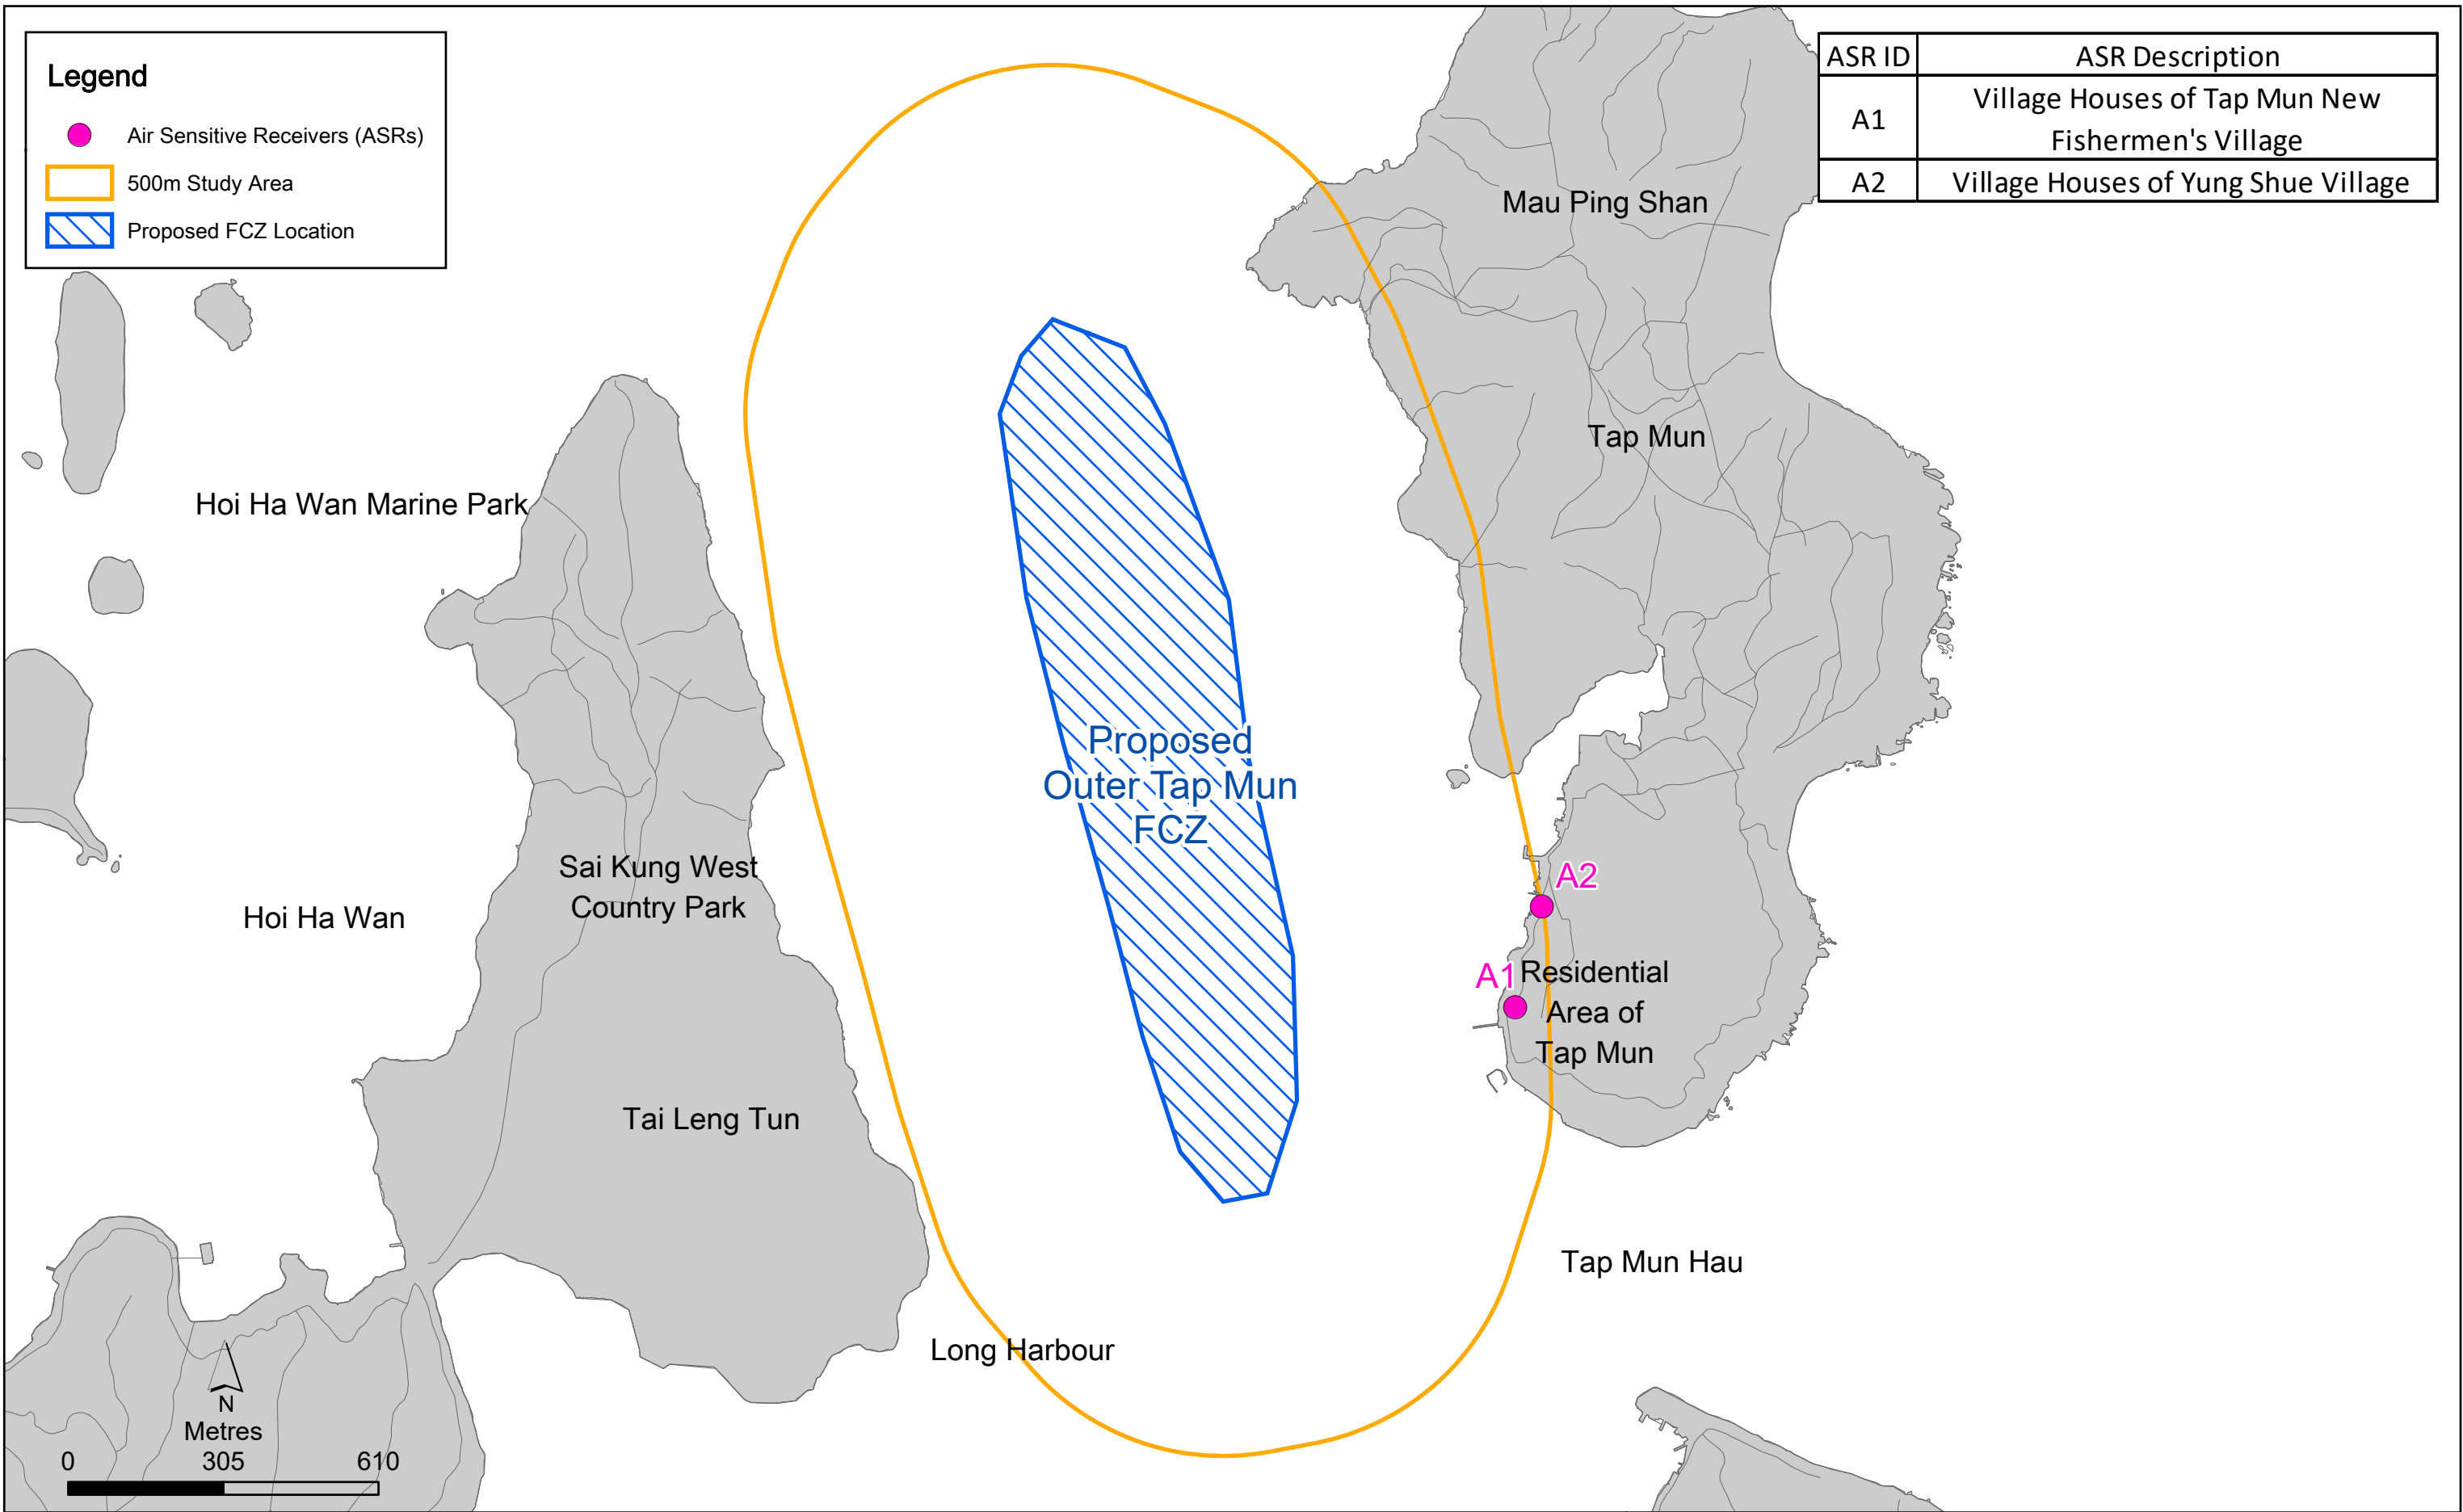 Legend
Air Sensitive Receivers (ASRs)
500m Study Area
Proposed FCZ Location
ASR ID ASR Description
A1 Village Houses of Tap Mun New
Fishermen's Village
A2 Village Houses of Yung Shue Village
Mau Ping Shan
Tap Mun
Hoi Ha Wan Marine Park
Proposed
Outer Tap Mun
FCZ
Sai Kung West
Country Park
A2
Hoi Ha Wan
A1 Residential
Area of
Tap Mun
Tai Leng Tun
Tap Mun Hau
Long Harbour
N
Metres
0 305 610